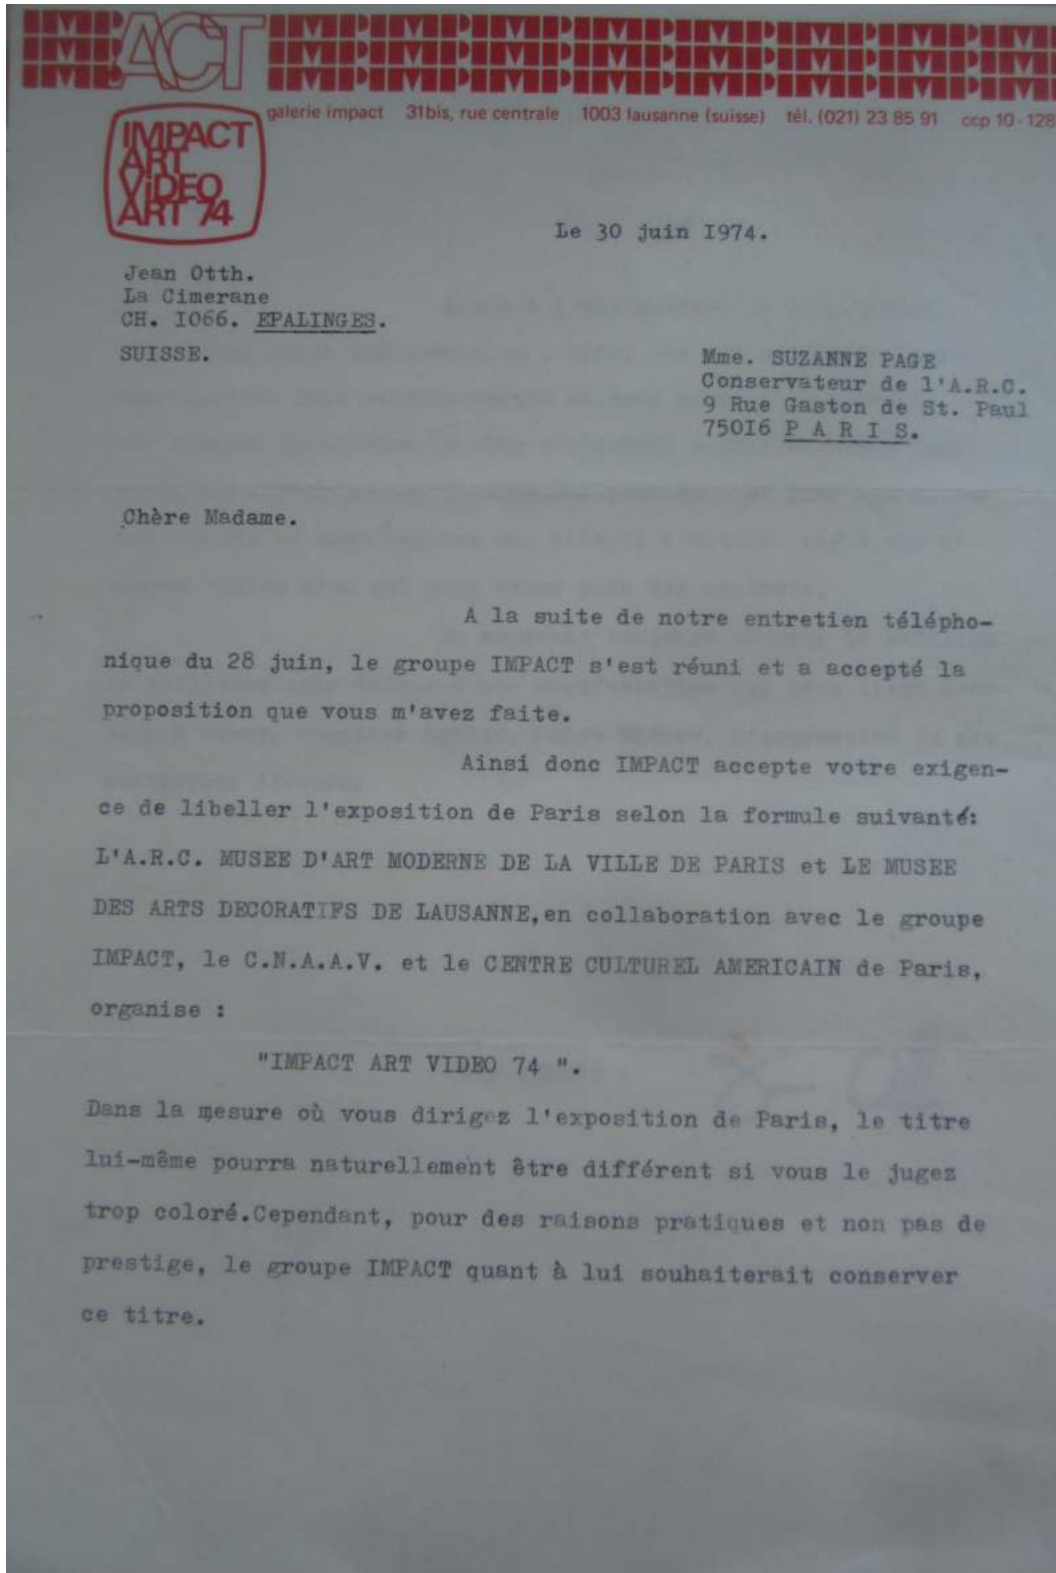 IMPACT
galerie impact 31bis, rue centrale 1003 lausanne (suisse) tél. (021) 23 85 91 ccp 10-128
IMPACT
ART
ViDEO
ART 74
Le 30 juin I974.
Jean Otth.
La Cimerane
CH. I066. EPALINGES.
SUISSE.
Mme. SUZANNE PAGE
Conservateur de l'A.R.C.
9 Rue Gaston de St. Paul
750I6 P A R I S.
Chère Madame.
A la suite de notre entretien télépho-
nique du 28 juin, le groupe IMPACT s'est réuni et a accepté la
proposition que vous m'avez faite.
Ainsi donc IMPACT accepte votre exigen-
ce de libeller l'exposition de Paris selon la formule suivanté:
L'A.R.C. MUSEE D'ART MODERNE DE LA VILLE DE PARIS et LE MUSEE
DES ARTS DECORATIFS DE LAUSANNE,en collaboration avec le groupe
IMPACT, le C.N.A.A.V. et le CENTRE CULTUREL AMERICAIN de Paris,
organise :
"IMPACT ART VIDEO 74 ".
Dans la mesure où vous dirigez l'exposition de Paris, le titre
lui-même pourra naturellement être différent si vous le jugez
trop coloré.Cependant, pour des raisons pratiques et non pas de
prestige, le groupe IMPACT quant à lui souhaiterait conserver
ce titre.